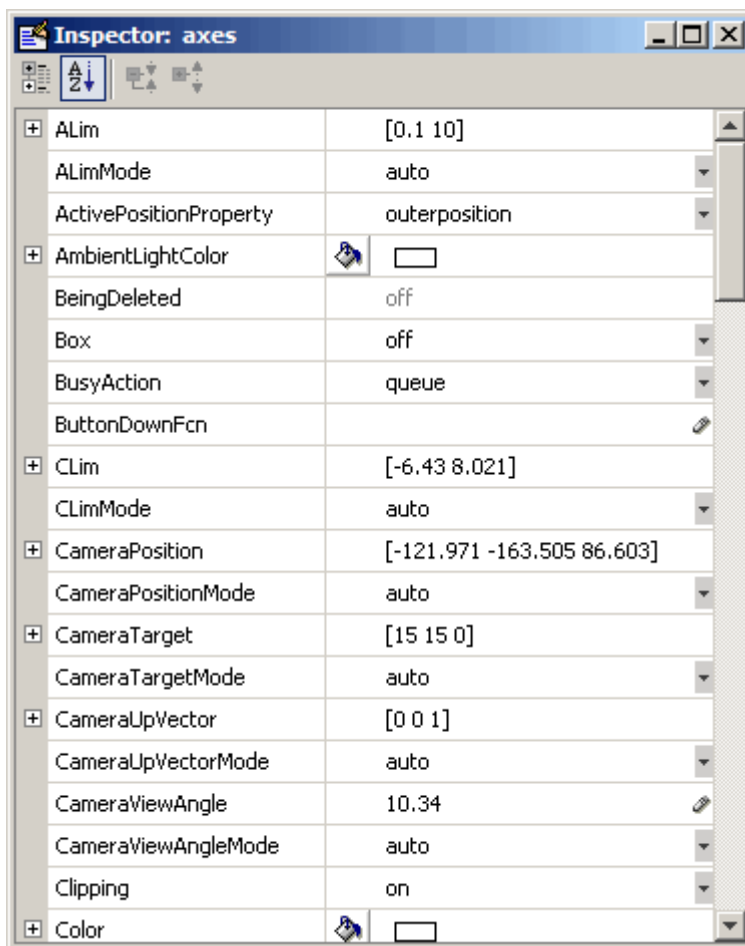 Inspector: axes
A Z
ALim [0.1 10]
ALimMode auto
ActivePositionProperty outerposition
AmbientLightColor
BeingDeleted off
Box off
BusyAction queue
ButtonDownFcn
CLim [-6.43 8.021]
CLimMode auto
CameraPosition [-121.971 -163.505 86.603]
CameraPositionMode auto
CameraTarget [15 15 0]
CameraTargetMode auto
CameraUpVector [0 0 1]
CameraUpVectorMode auto
CameraViewAngle 10.34
CameraViewAngleMode auto
Clipping on
Color